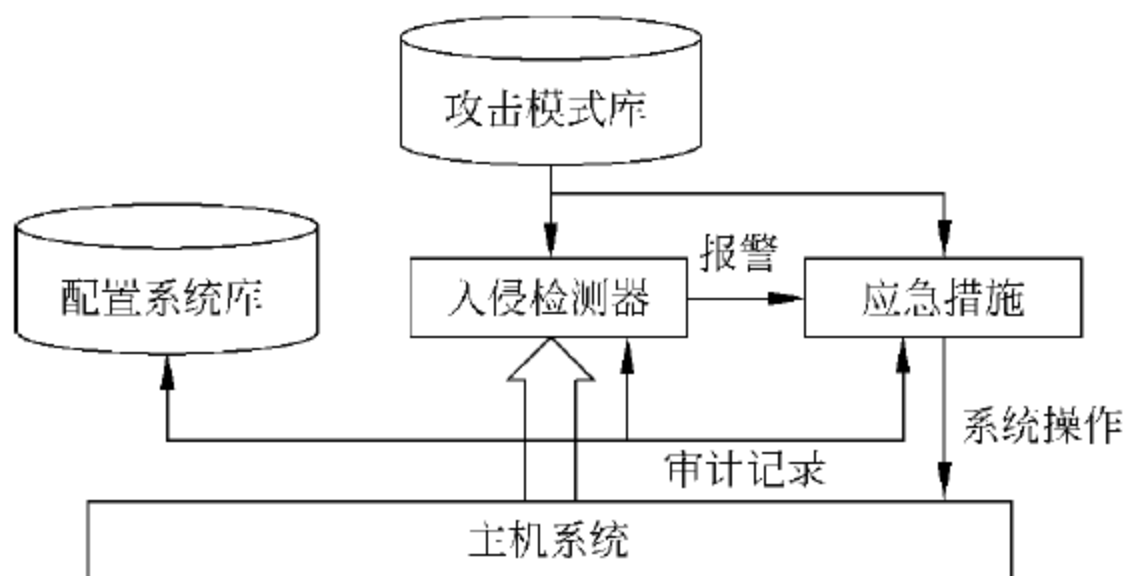 攻击模式库
配置系统库
入侵检测器
报警
应急措施
系统操作
审计记录
主机系统